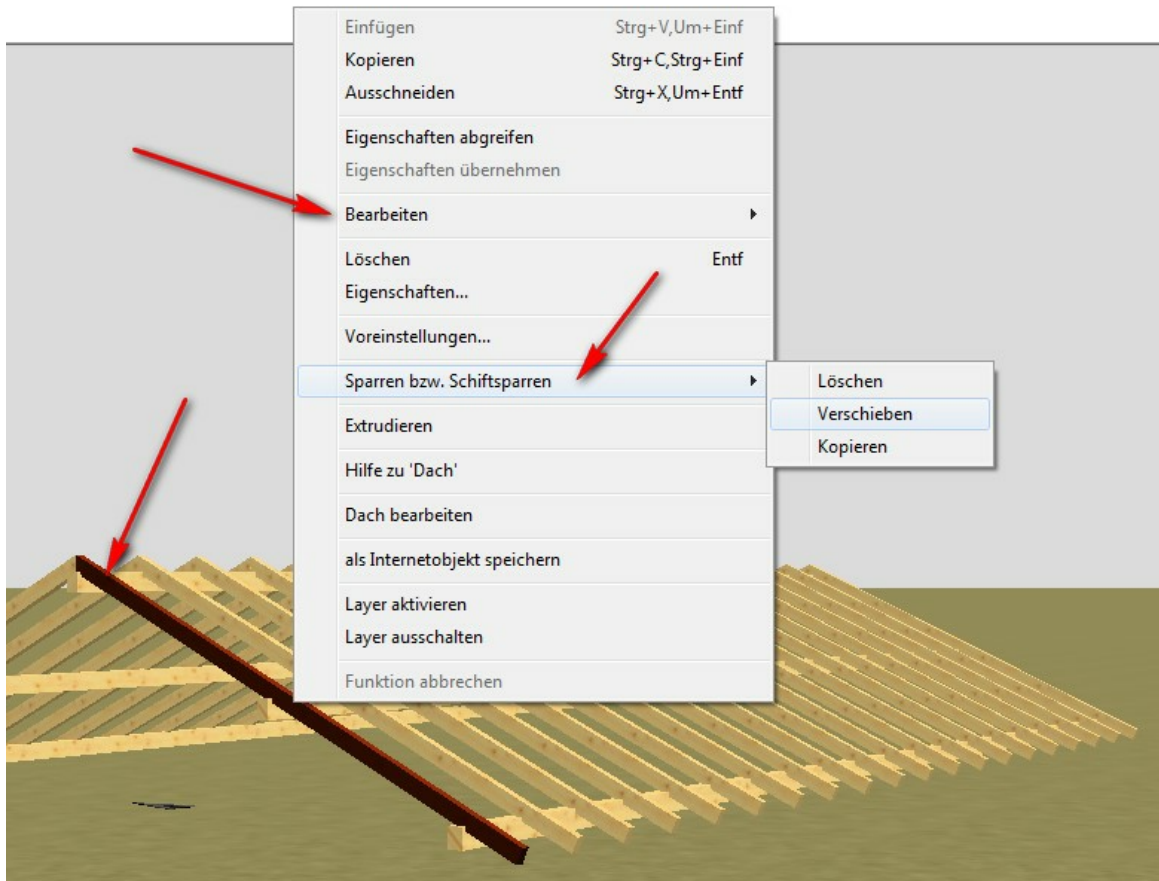 Einfügen Strg+V,Um+Einf
Kopieren Strg+C,Strg+Einf
Ausschneiden Strg+X,Um+Entf
Eigenschaften abgreifen
Eigenschaften übernehmen
Bearbeiten
Löschen Entf
Eigenschaften...
Voreinstellungen...
Sparren bzw. Schiftsparren
Löschen
Verschieben
Kopieren
Extrudieren
Hilfe zu 'Dach'
Dach bearbeiten
als Internetobjekt speichern
Layer aktivieren
Layer ausschalten
Funktion abbrechen